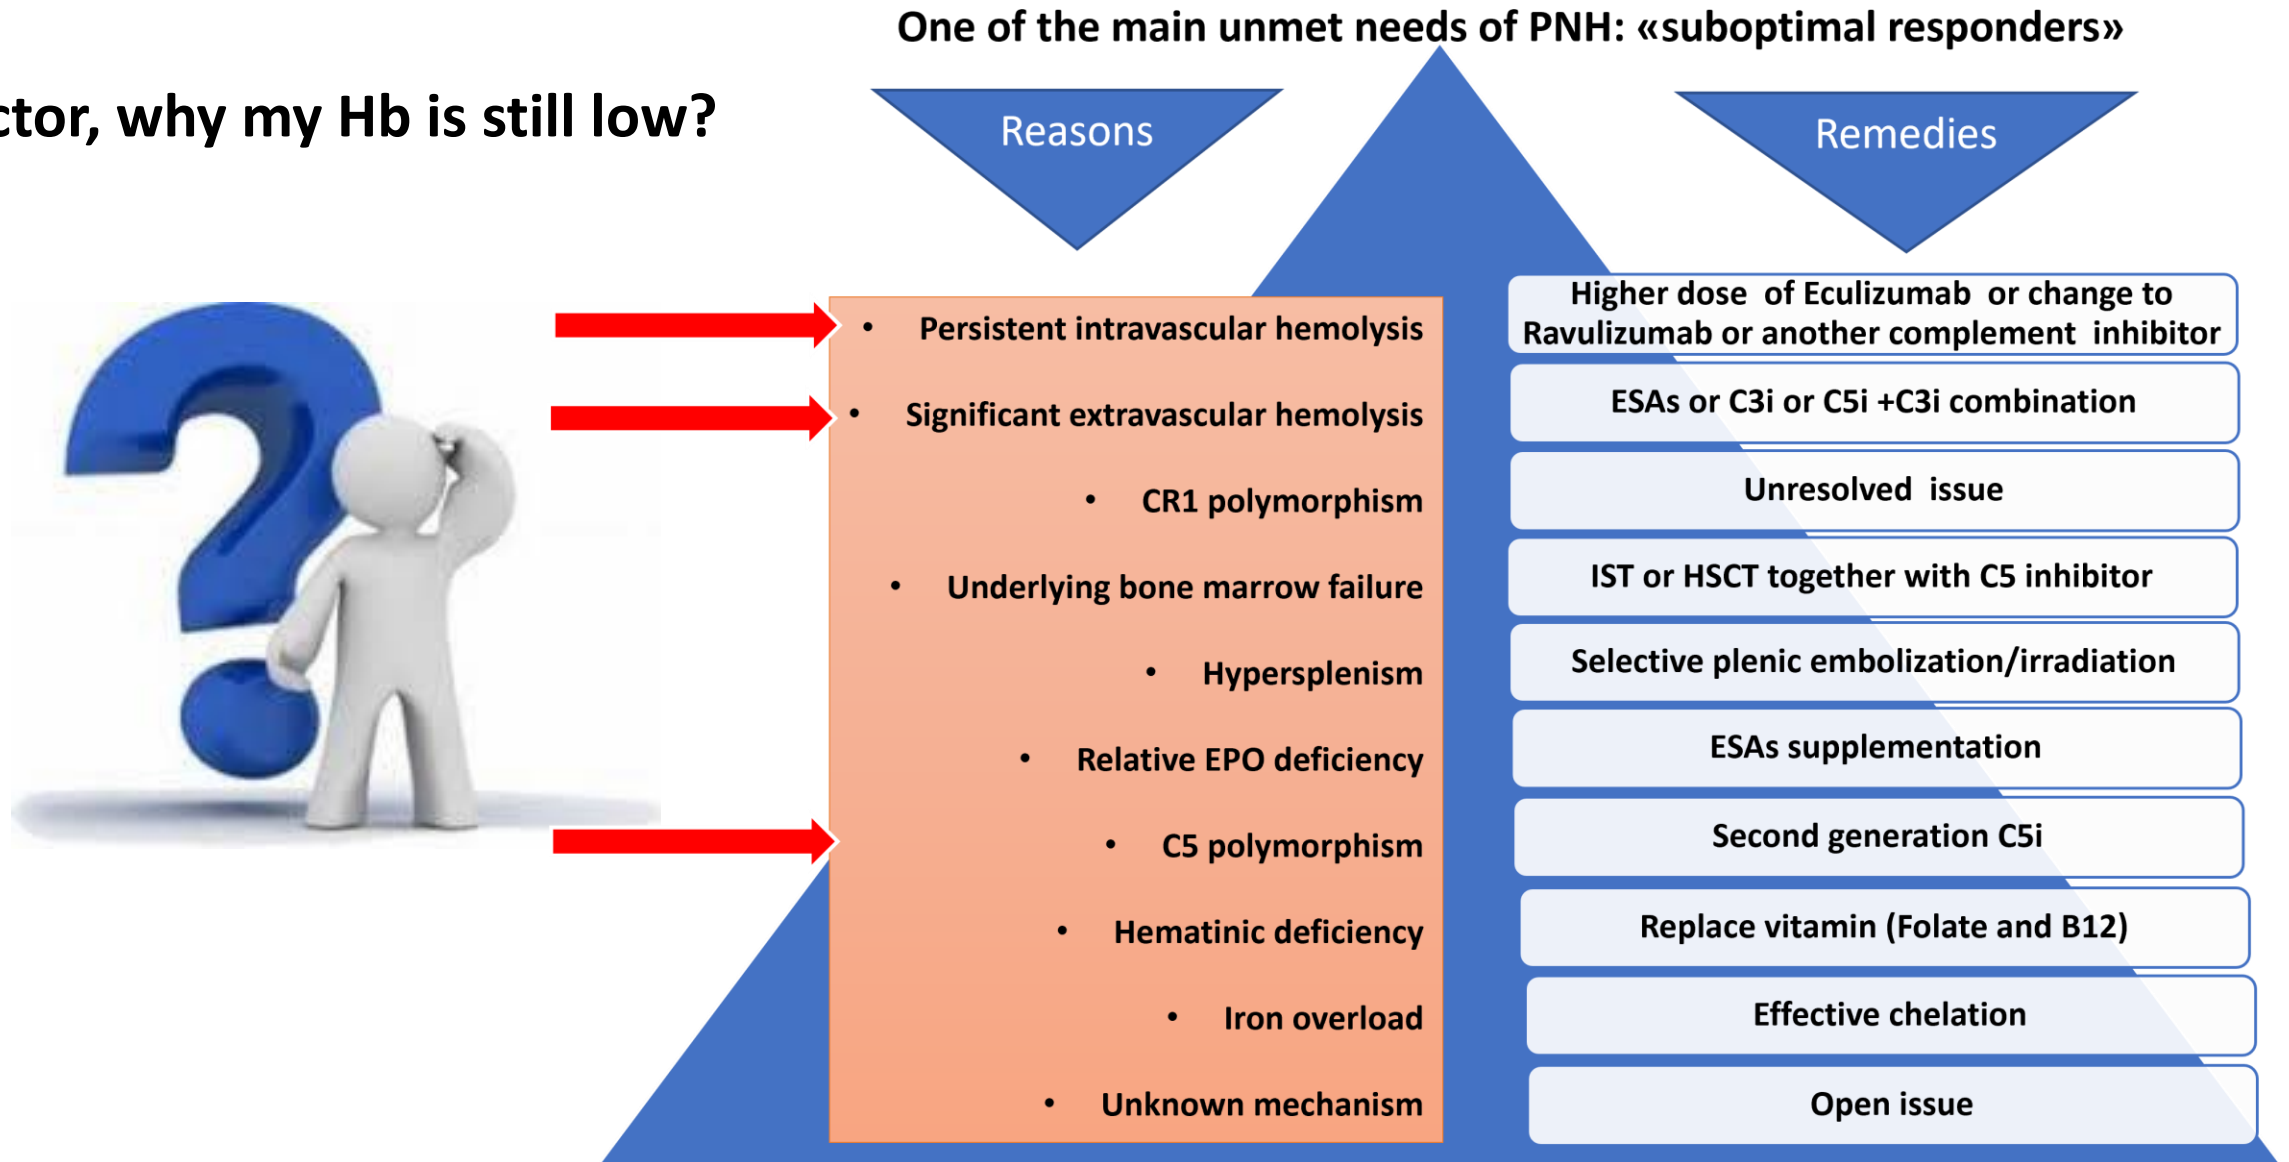 One of the main unmet needs of PNH: «suboptimal responders»
ctor, why my Hb is still low?
Reasons
Remedies
• Persistent intravascular hemolysis
• Significant extravascular hemolysis
• CR1 polymorphism
• Underlying bone marrow failure
• Hypersplenism
• Relative EPO deficiency
• C5 polymorphism
• Hematinic deficiency
• Iron overload
• Unknown mechanism
Higher dose of Eculizumab or change to
Ravulizumab or another complement inhibitor
ESAs or C3i or C5i +C3i combination
Unresolved issue
IST or HSCT together with C5 inhibitor
Selective plenic embolization/irradiation
ESAs supplementation
Second generation C5i
Replace vitamin (Folate and B12)
Effective chelation
Open issue